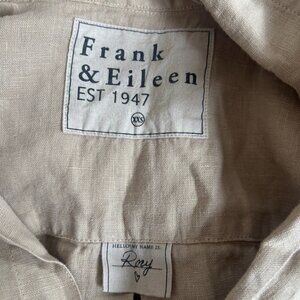 Frank
& Eileen
EST 1947
XXS
HELLO! MY NAME IS:
Rory